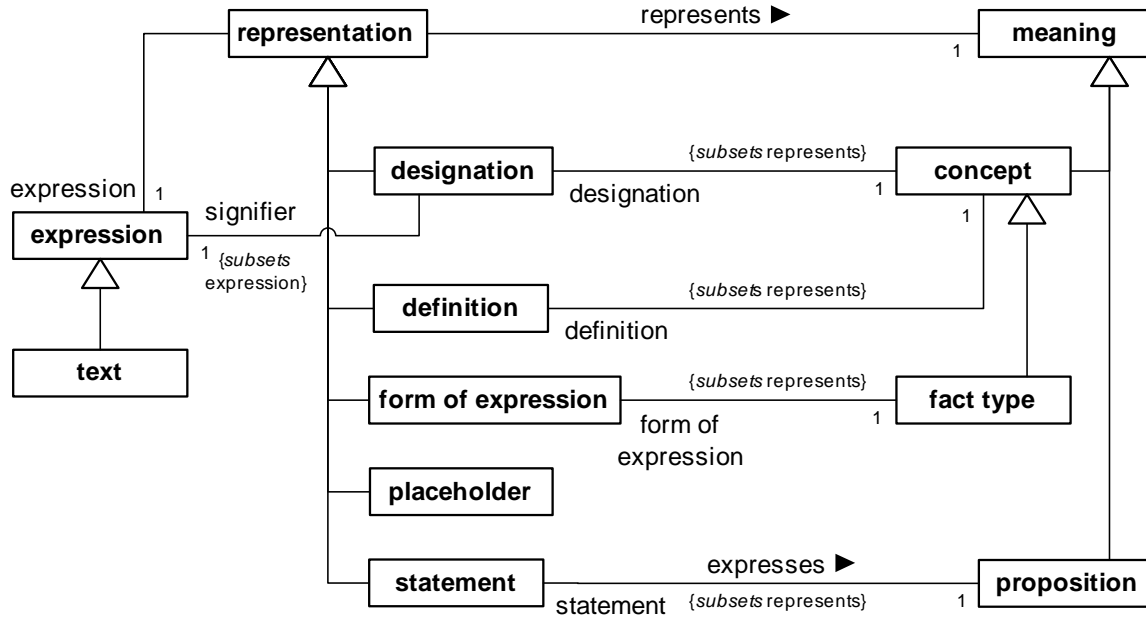 represents ►
representation
meaning
1
{subsets represents}
designation
concept
expression
1
signifier
designation
1
1
expression
1
{subsets
expression}
{subsets represents}
definition
definition
text
{subsets represents}
form of expression
fact type
1
form of
expression
placeholder
expresses ►
statement
proposition
statement
{subsets represents}
1